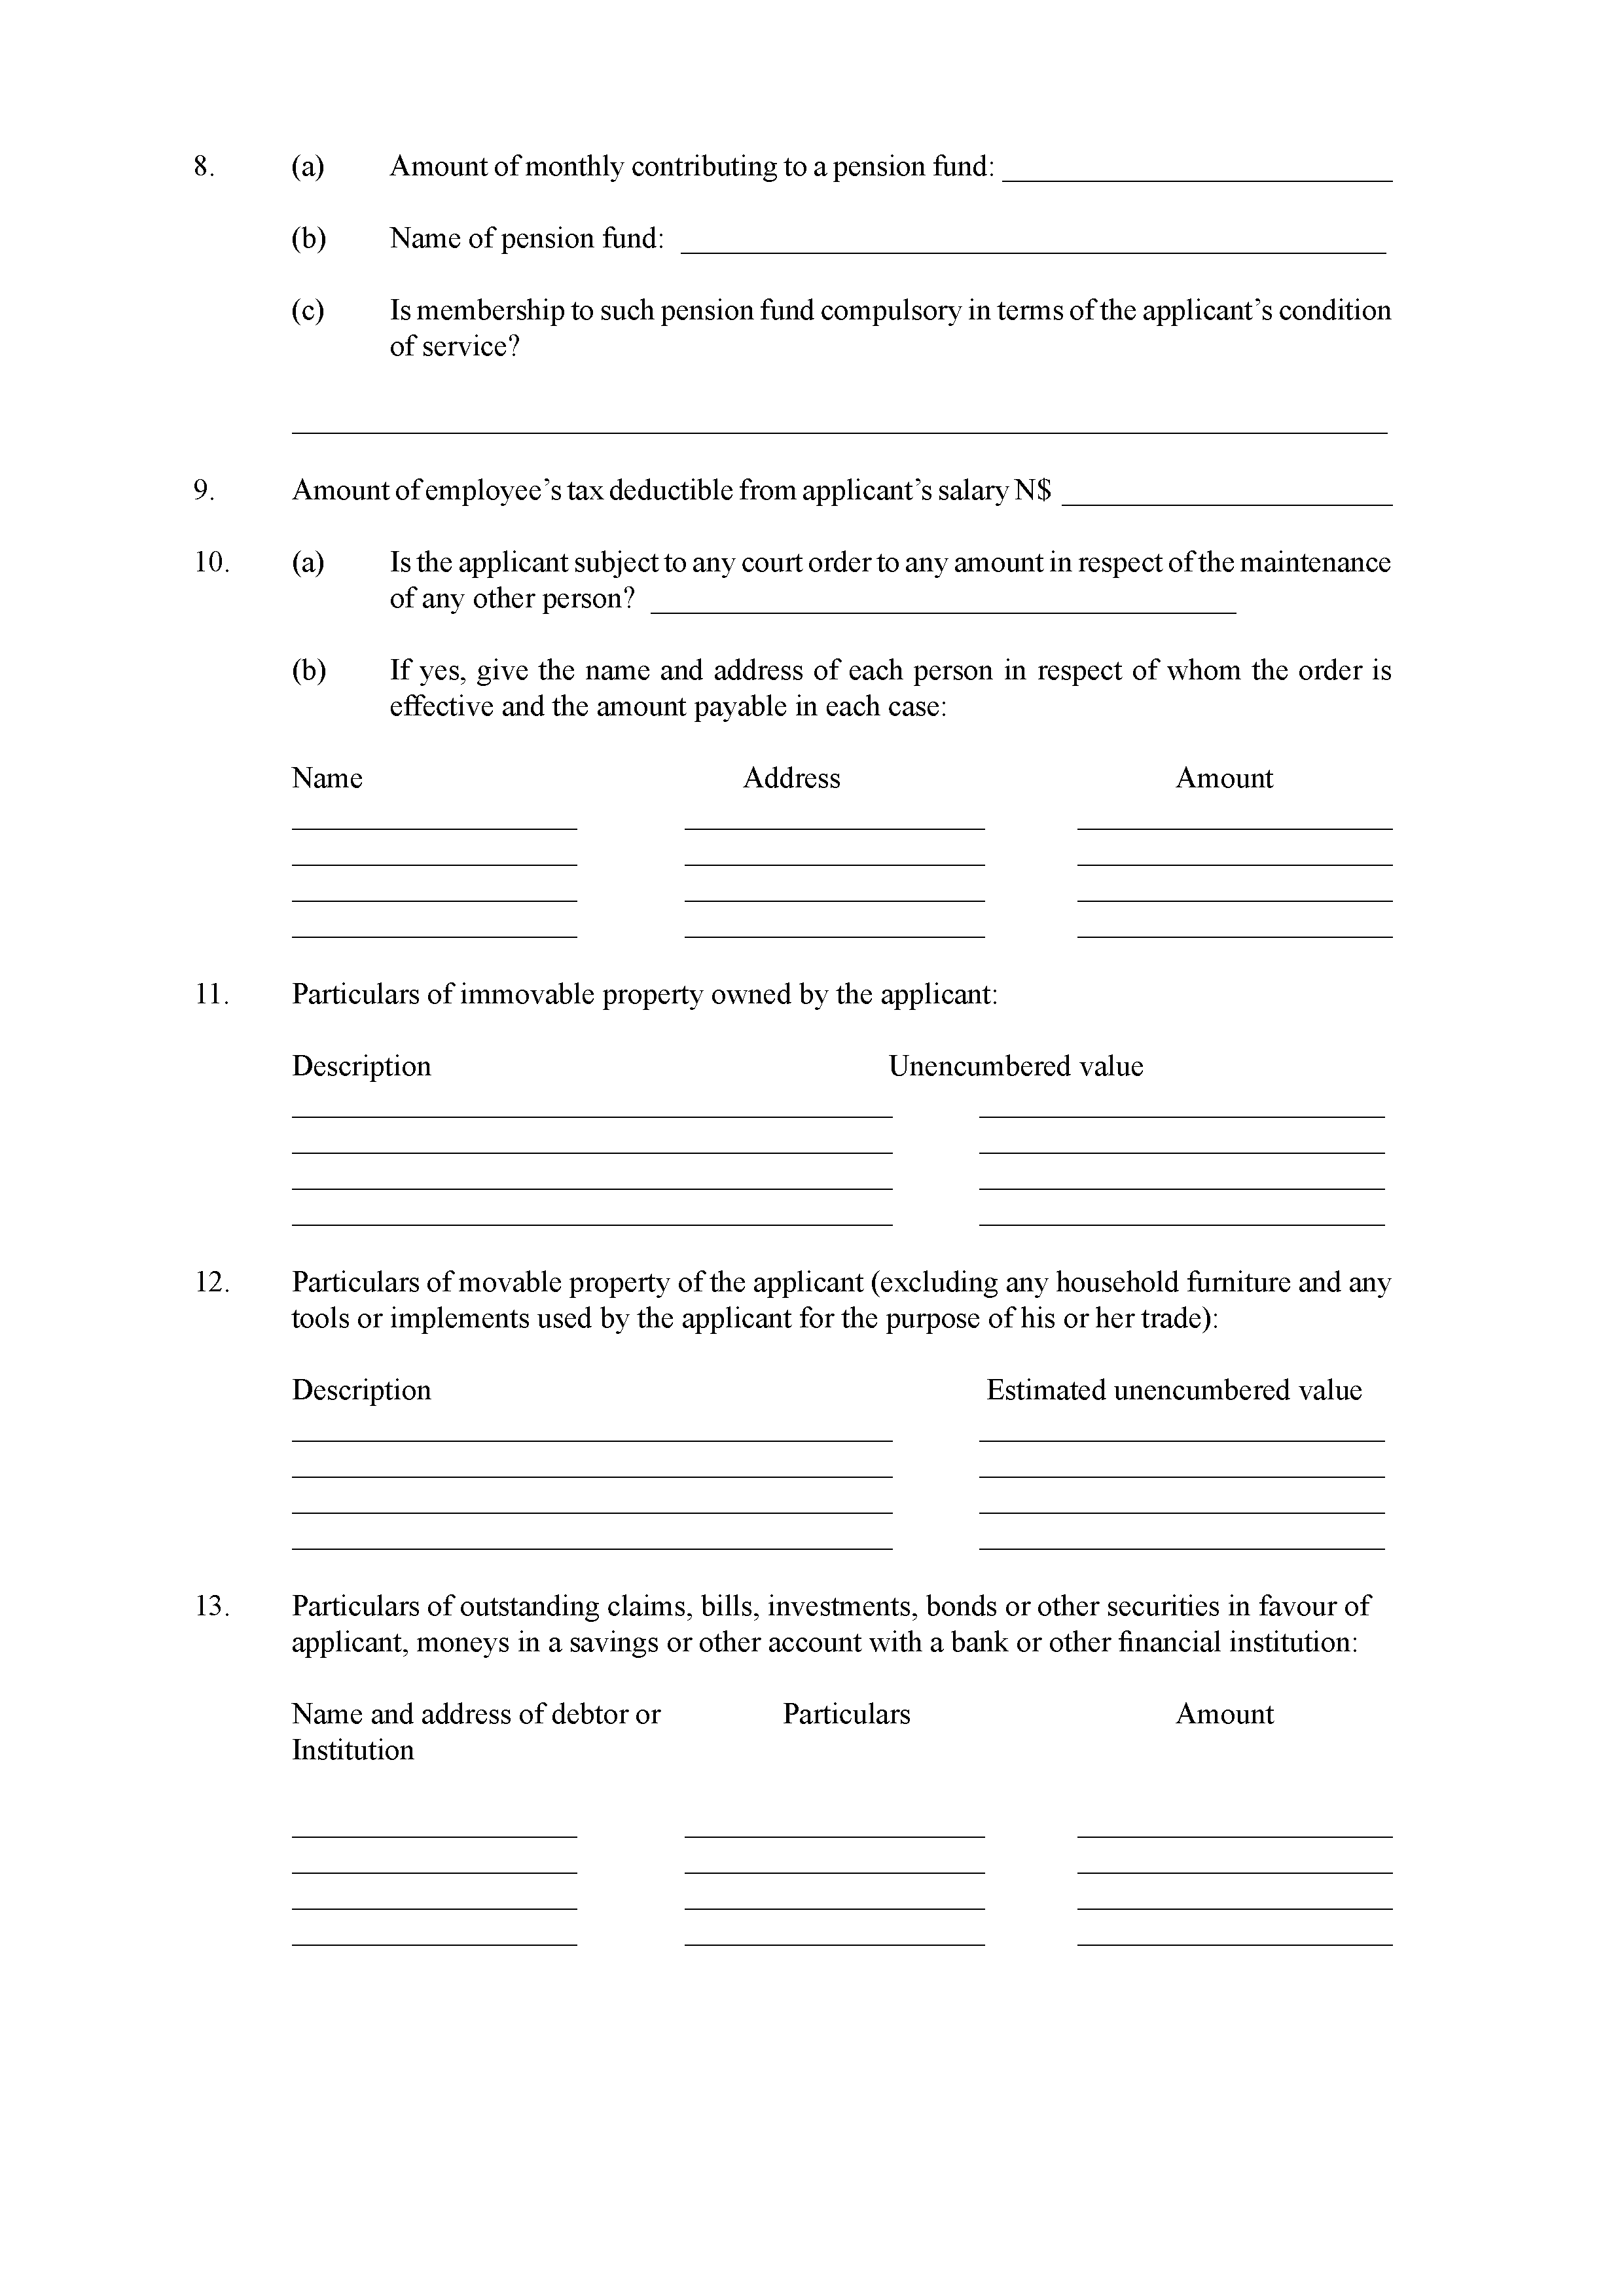 8. (a) Amount of monthly contributing to a pension fund:
(b) Name of pension fund:
(c) Is membership to such pension fund compulsory in terms of the applicant’s condition
of service?
9. Amount of employee’s tax deductible from applicant’s salary N$
10. (a) Is the applicant subject to any court order to any amount in respect of the maintenance
of any other person?
(b) If yes, give the name and address of each person in respect of whom the order is
effective and the amount payable in each case:
Name Address Amount
11. Particulars of immovable property owned by the applicant:
Description Unencumbered value
12. Particulars of movable property of the applicant (excluding any household furniture and any
tools or implements used by the applicant for the purpose of his or her trade):
Description Estimated unencumbered value
13. Particulars of outstanding claims, bills, investments, bonds or other securities in favour of
applicant, moneys in a savings or other account with a bank or other financial institution:
Name and address of debtor or Particulars Amount
Institution